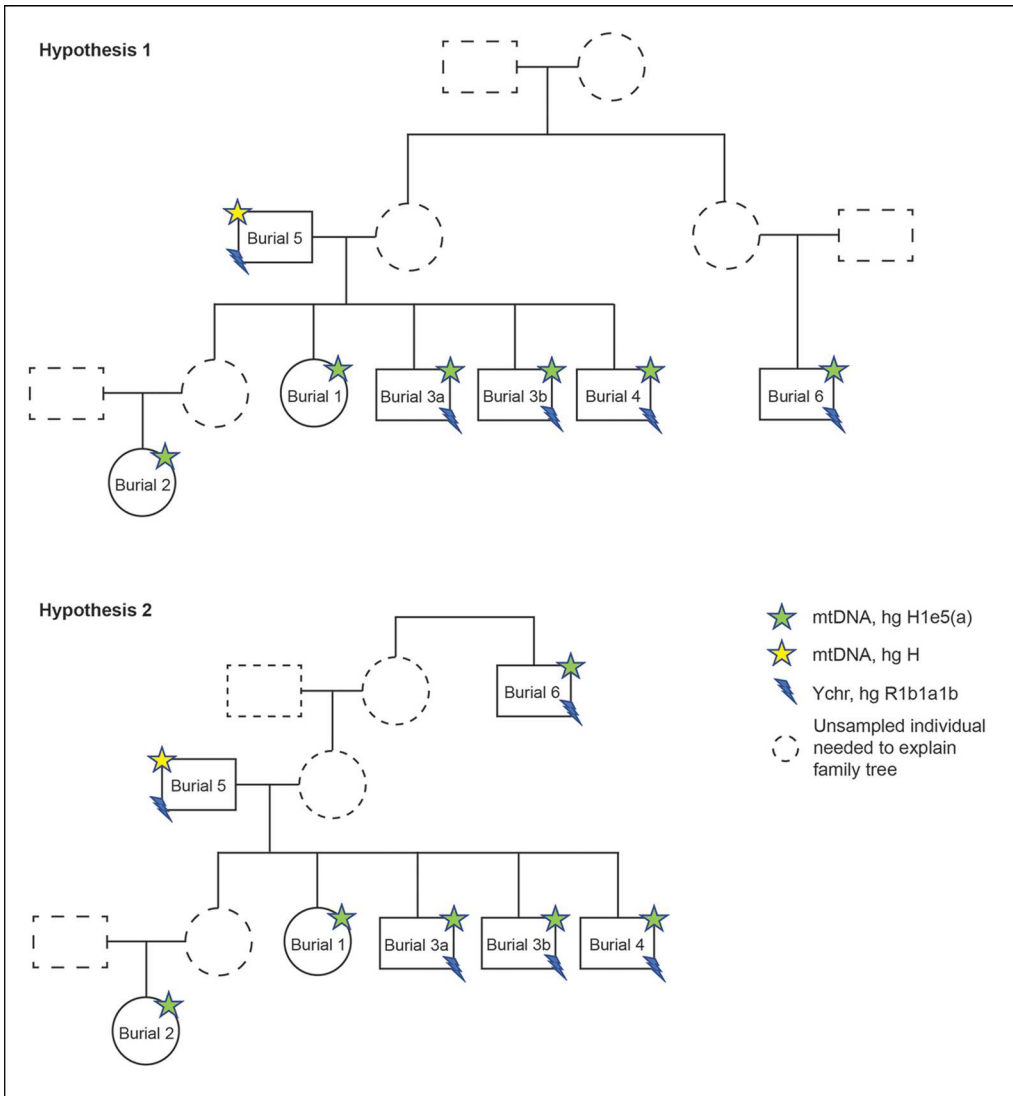 Hypothesis 1
Burial 5
Burial 1
Burial 3a
Burial 3b
Burial 4
Burial 6
Burial 2
Hypothesis 2
mtDNA, hg H1e5(a)
mtDNA, hg H
Ychr, hg R1b1a1b
Unsampled individual
needed to explain
family tree
Burial 6
Burial 5
Burial 1
Burial 3a
Burial 3b
Burial 4
Burial 2